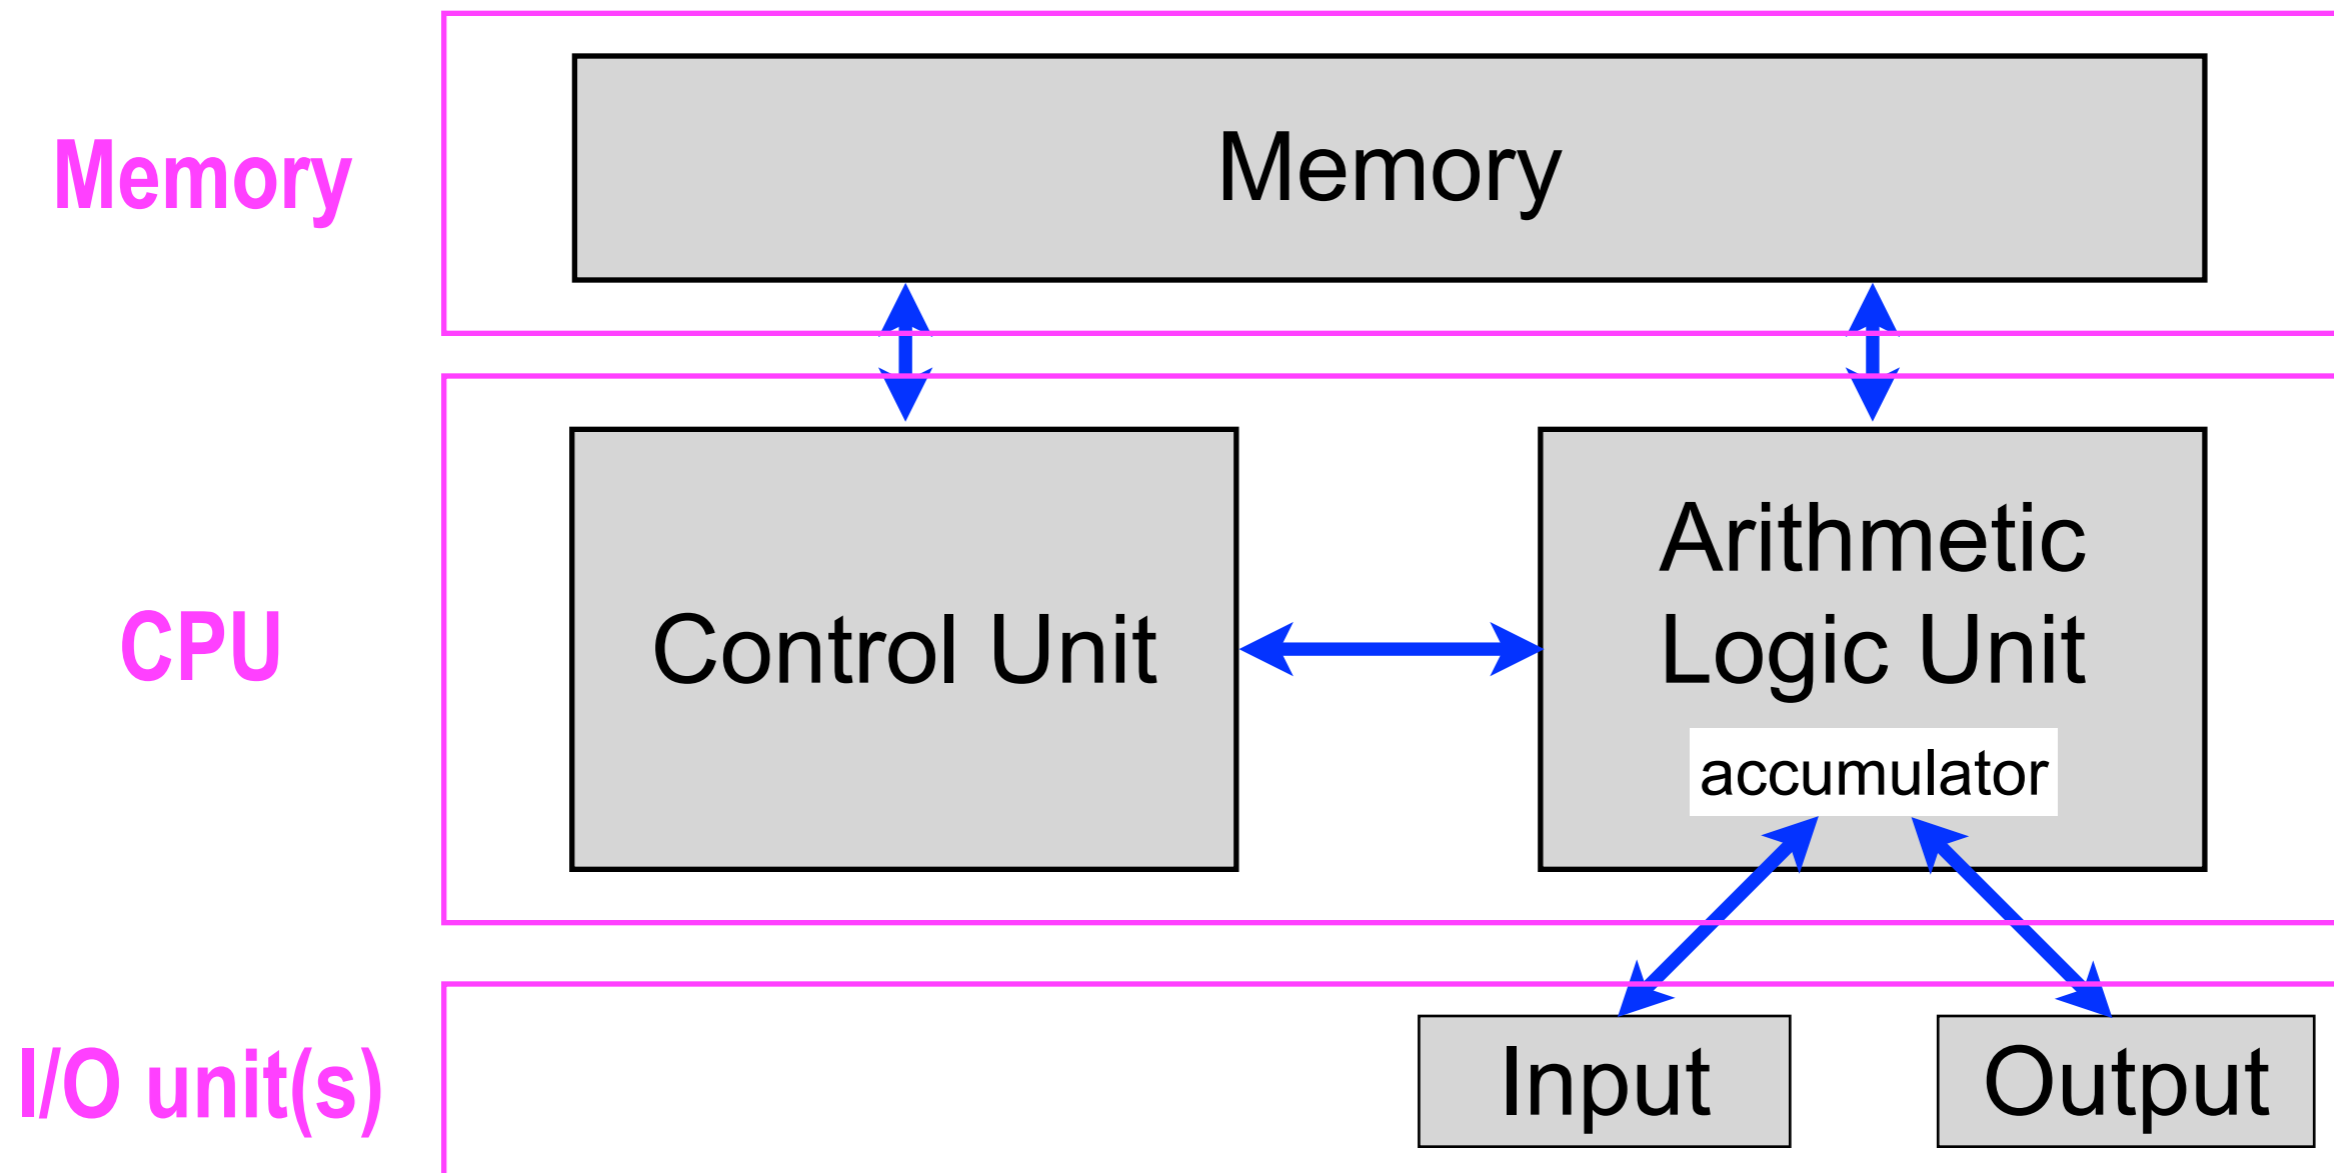 Memory
Memory
CPU
Control Unit
Arithmetic
Logic Unit
accumulator
I/O unit(s)
Input
Output